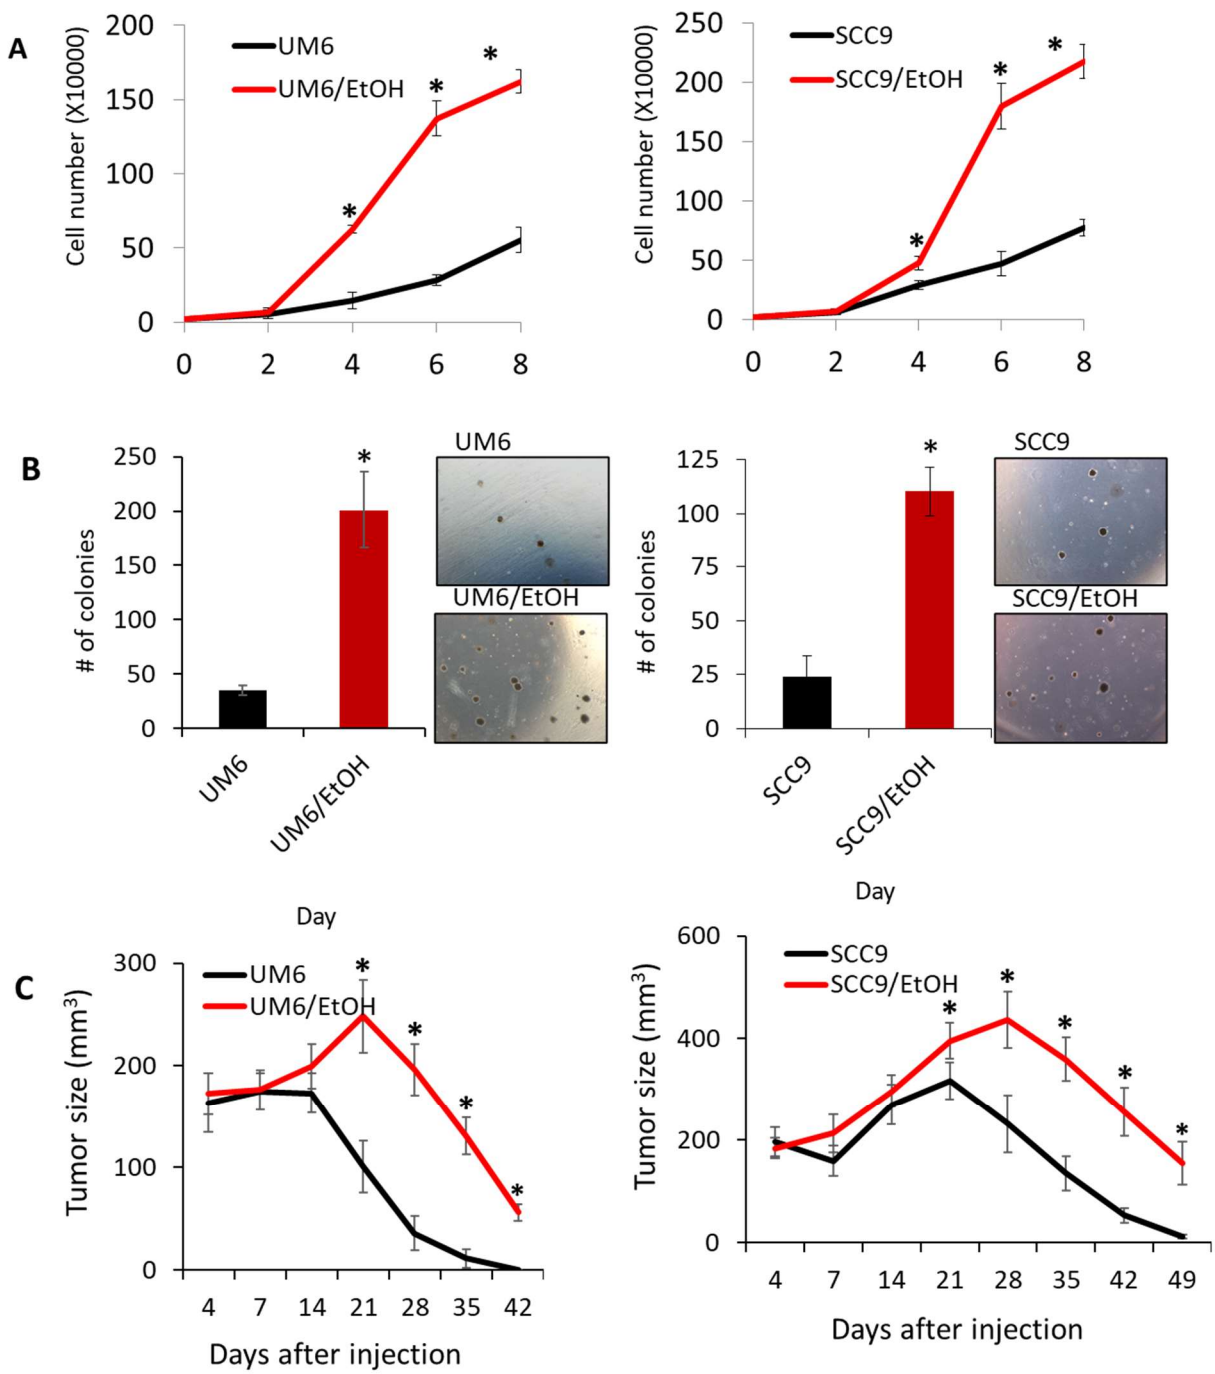 A
Cell number (X10000)
200
150
100
50
0
UM6
UM6/EtOH
*
*
*
0 2 4 6 8
Cell number (X10000)
250
200
150
100
50
0
SCC9
SCC9/EtOH
*
*
*
0 2 4 6 8
B
# of colonies
250
200
150
100
50
0
*
UM6
UM6/EtOH
UM6
UM6/EtOH
# of colonies
125
100
75
50
25
0
*
SCC9
SCC9/EtOH
SCC9
SCC9/EtOH
Day
Day
C
Tumor size (mm³)
300
200
100
0
UM6
UM6/EtOH
*
*
*
*
4 7 14 21 28 35 42
Days after injection
Tumor size (mm³)
600
400
200
0
SCC9
SCC9/EtOH
*
*
*
*
*
4 7 14 21 28 35 42 49
Days after injection